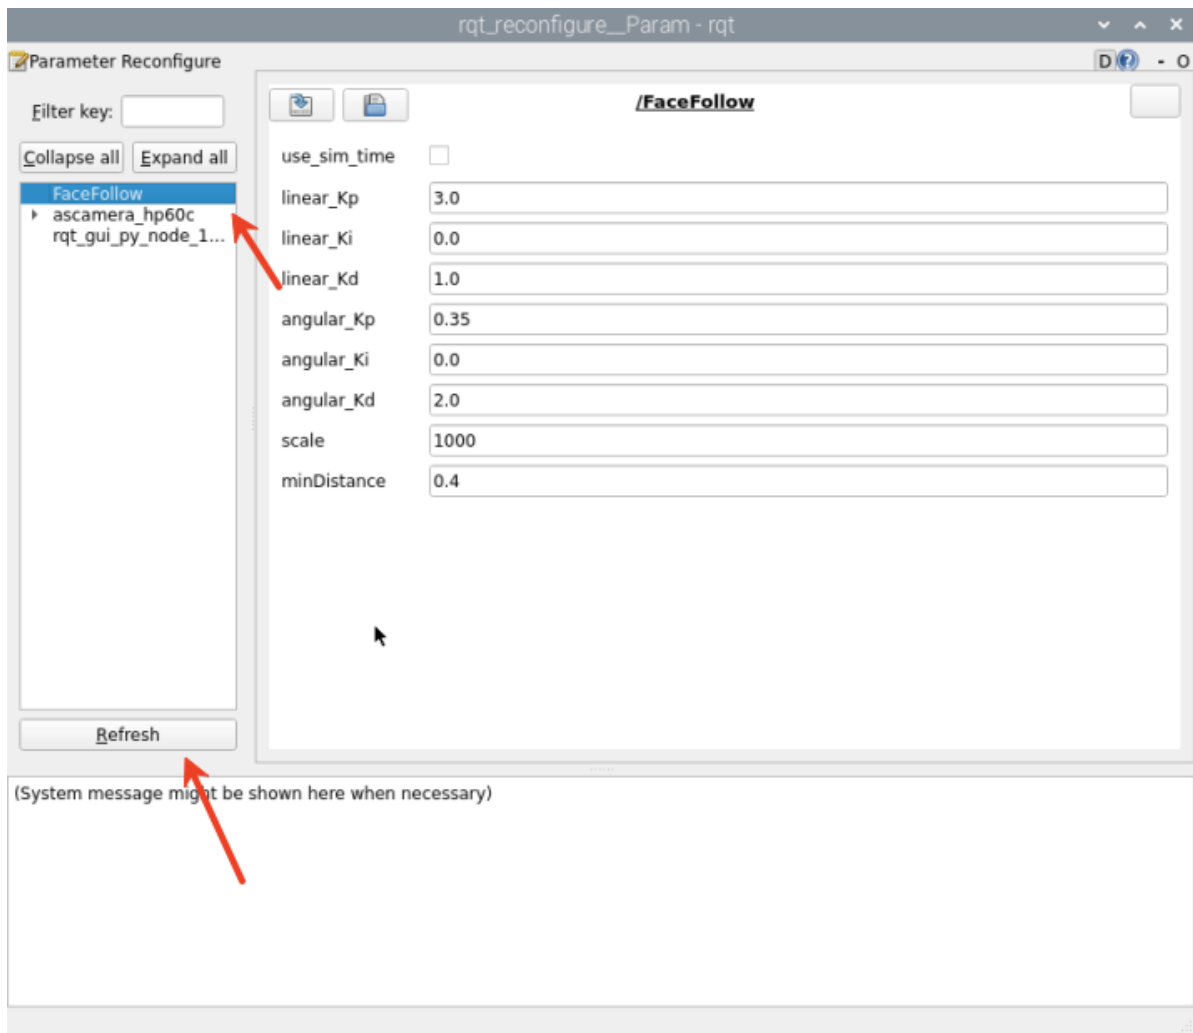 rqt_reconfigure__Param - rqt
Parameter Reconfigure
D
- O
Filter key:
Collapse all
Expand all
FaceFollow
ascamera_hp60c
rqt_gui_py_node_1...
Refresh
/FaceFollow
use_sim_time
linear_Kp 3.0
linear_Ki 0.0
linear_Kd 1.0
angular_Kp 0.35
angular_Ki 0.0
angular_Kd 2.0
scale 1000
minDistance 0.4
(System message might be shown here when necessary)